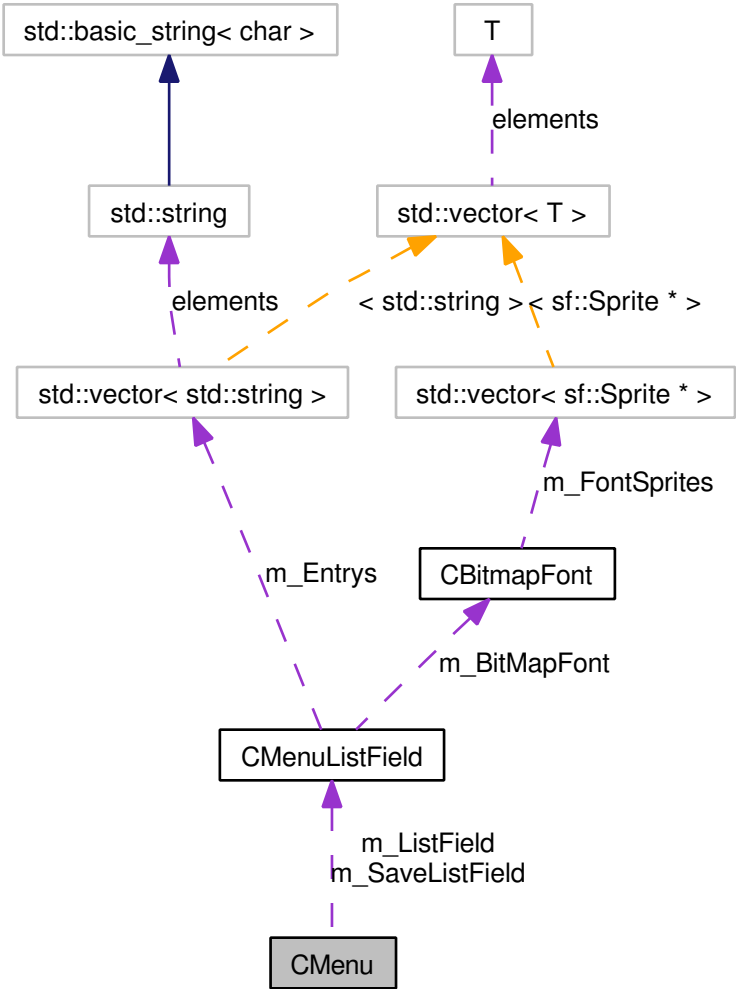 std::basic_string< char >
T
elements
std::string
std::vector< T >
elements
< std::string >
< sf::Sprite * >
std::vector< std::string >
std::vector< sf::Sprite * >
m_FontSprites
m_Entrys
CBitmapFont
m_BitMapFont
CMenuListField
m_ListField
m_SaveListField
CMenu